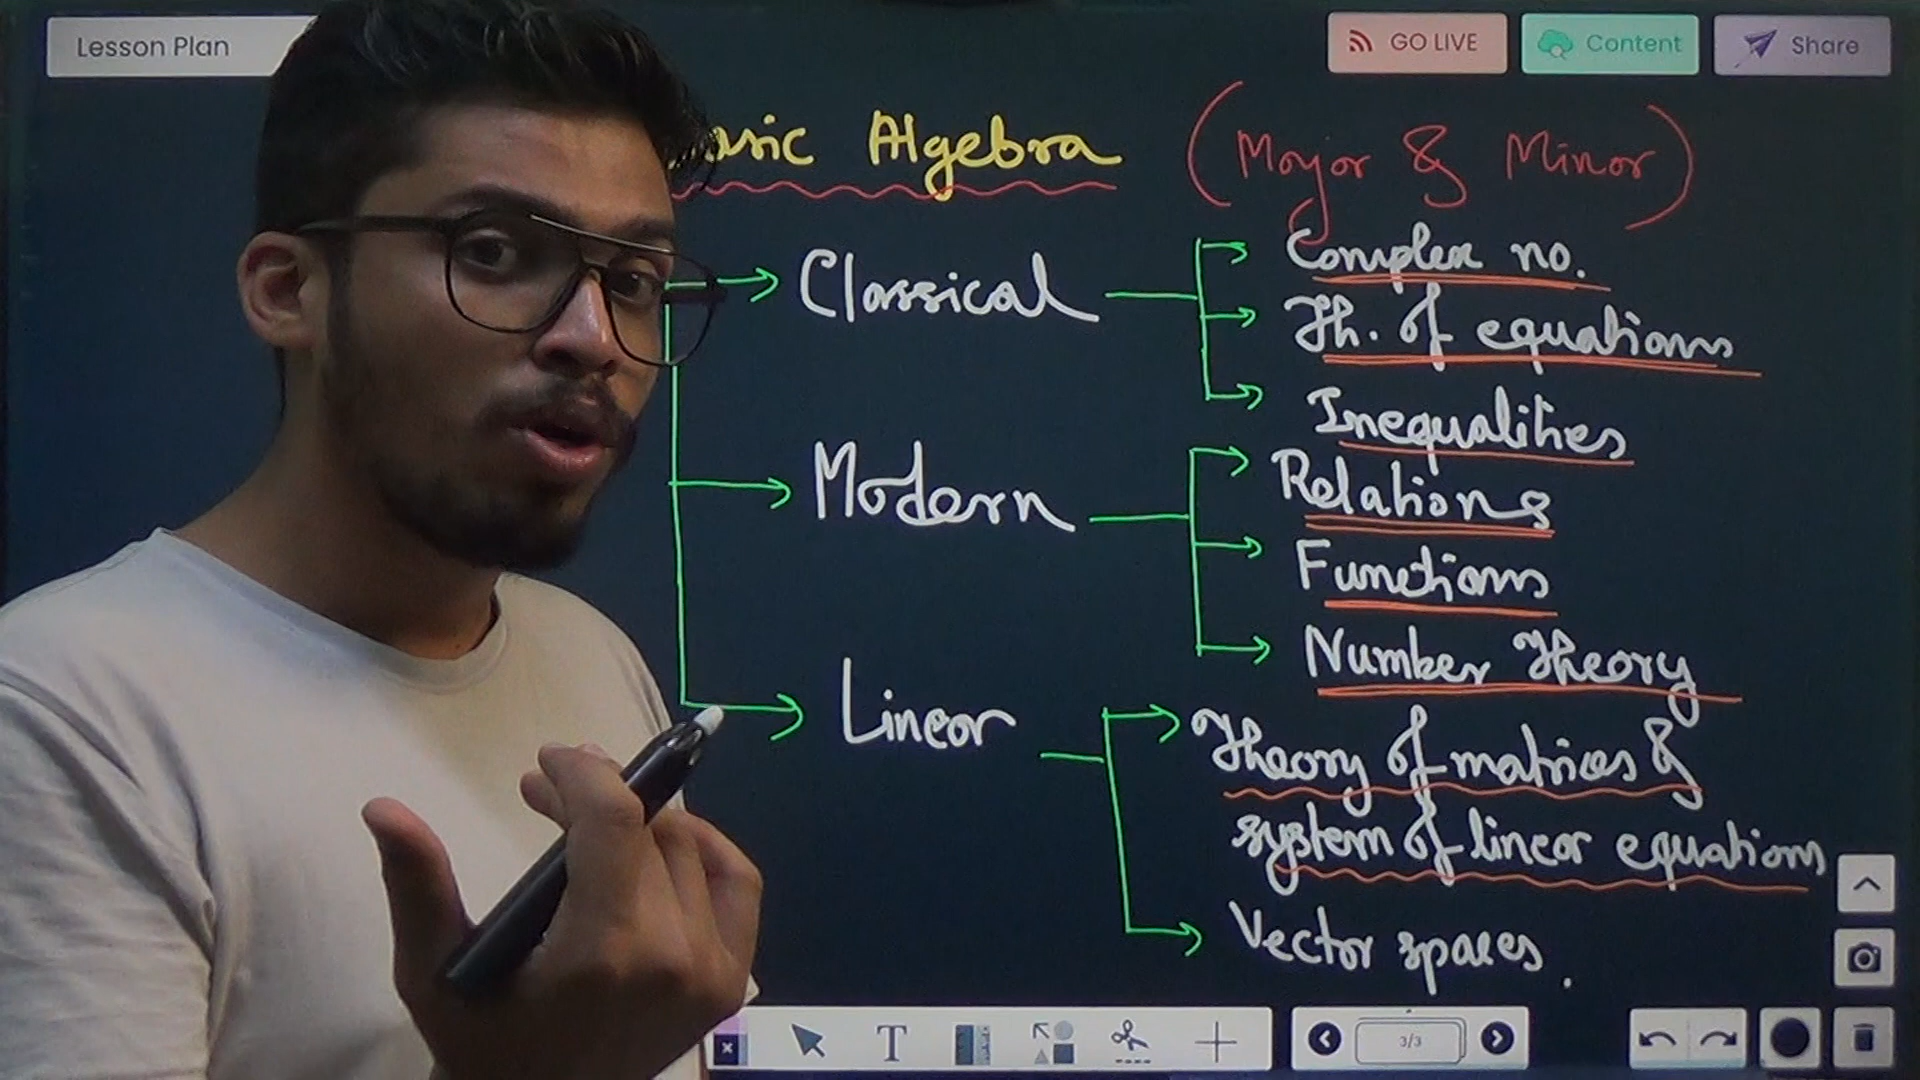 Lesson Plan
GO LIVE
Content
Share
Algebra (Major & Minor)
Classical
Complex no.
Th. of equations
Inequalities
Modern
Relations
Functions
Number Theory
Linear
Theory of matrices &
system of linear equations
Vector spaces.
T
3/3